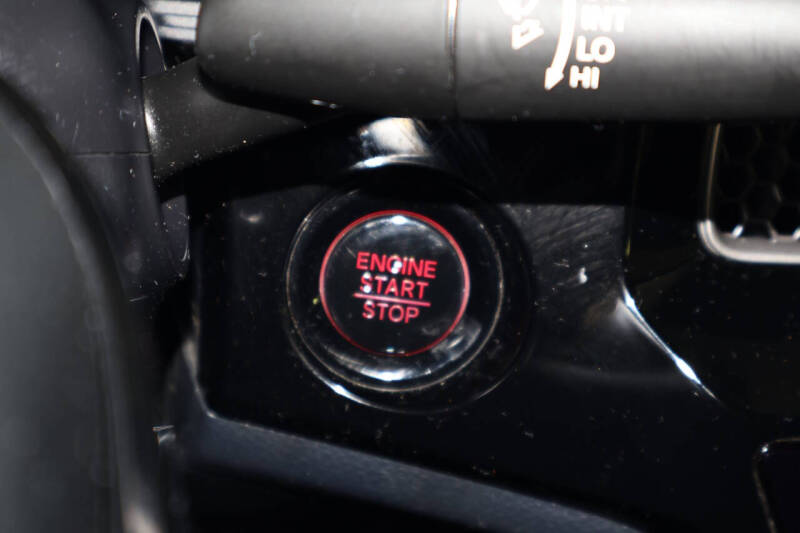 INT
LO
HI
ENGINE
START
STOP